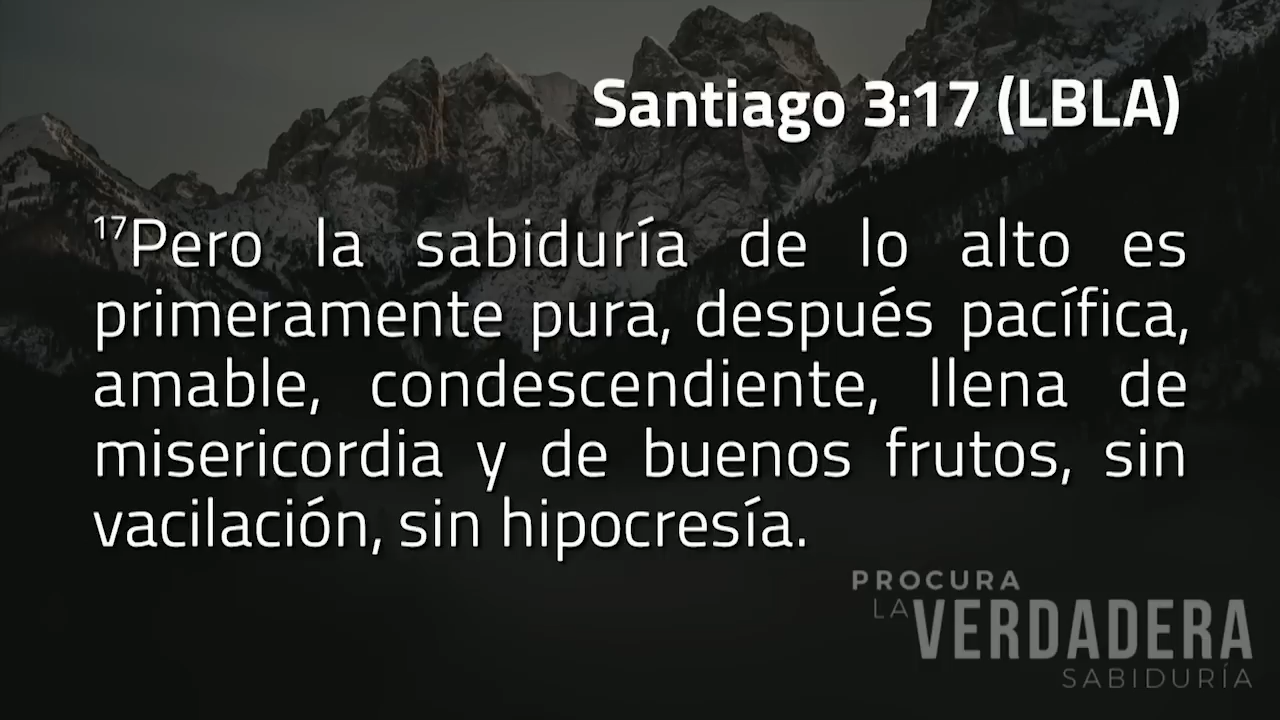 Santiago 3:17 (LBLA)
17Pero la sabiduría de lo alto es
primeramente pura, después pacífica,
amable, condescendiente, llena de
misericordia y de buenos frutos, sin
vacilación, sin hipocresía.
PROCURA
LA VERDADERA
SABIDURÍA